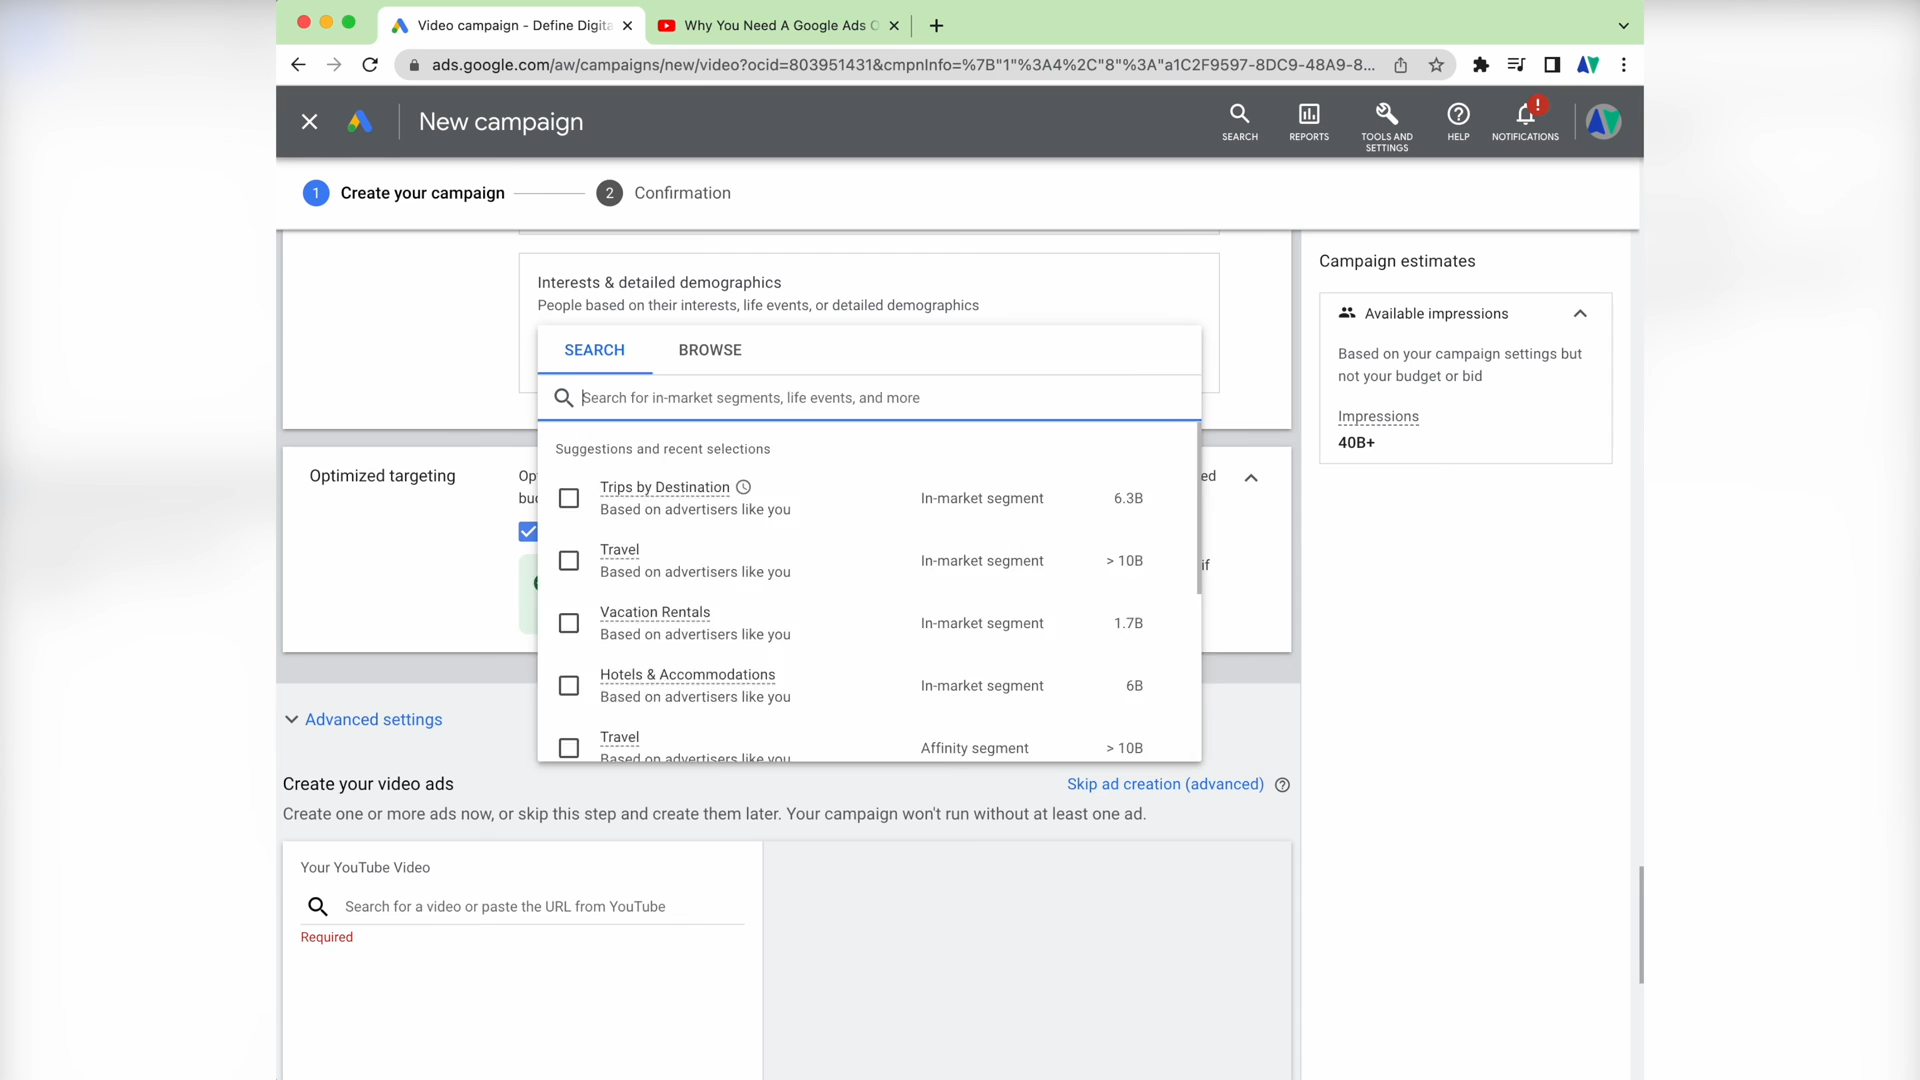 Video campaign - Define Digita
Why You Need A Google Ads
ads.google.com/aw/campaigns/new/video?ocid=803951431&cmpnInfo=%7B"1"%3A4%2C"8"%3A"a1C2F9597-8DC9-48A9-8...
New campaign
SEARCH
REPORTS
TOOLS AND
SETTINGS
HELP
NOTIFICATIONS
1 Create your campaign
2 Confirmation
Interests & detailed demographics
People based on their interests, life events, or detailed demographics
SEARCH BROWSE
Search for in-market segments, life events, and more
Suggestions and recent selections
Trips by Destination
Based on advertisers like you
In-market segment 6.3B
Travel
Based on advertisers like you
In-market segment > 10B
Vacation Rentals
Based on advertisers like you
In-market segment 1.7B
Hotels & Accommodations
Based on advertisers like you
In-market segment 6B
Travel
Based on advertisers like you
Affinity segment > 10B
Optimized targeting
if
Campaign estimates
Available impressions
Based on your campaign settings but
not your budget or bid
Impressions
40B+
Advanced settings
Create your video ads
Skip ad creation (advanced)
Create one or more ads now, or skip this step and create them later. Your campaign won't run without at least one ad.
Your YouTube Video
Search for a video or paste the URL from YouTube
Required